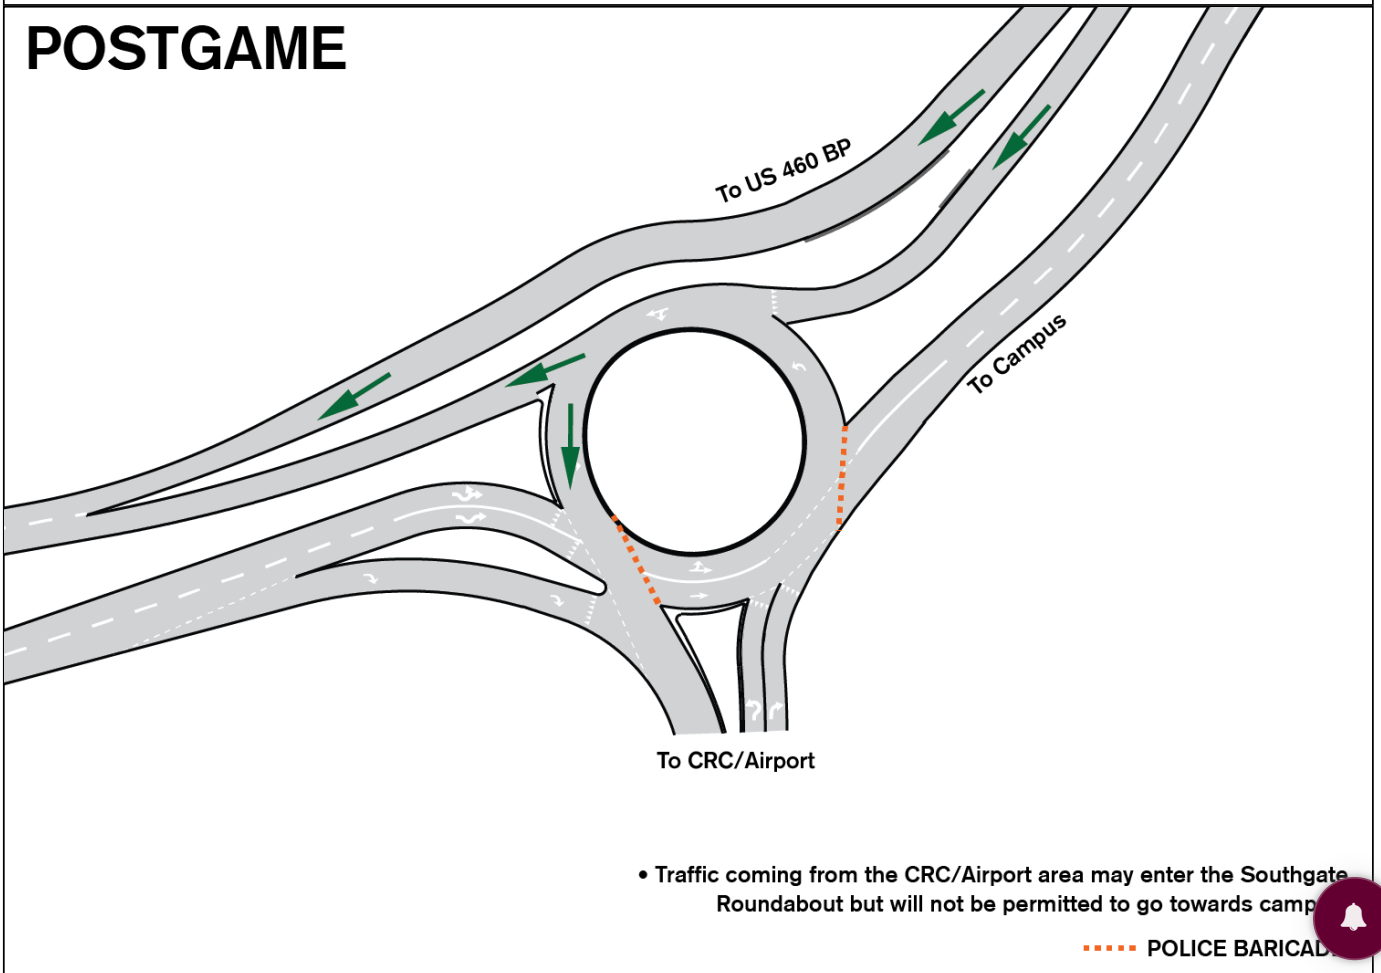 POSTGAME
To US 460 BP
To Campus
To CRC/Airport
• Traffic coming from the CRC/Airport area may enter the Southgate
Roundabout but will not be permitted to go towards
POLICE